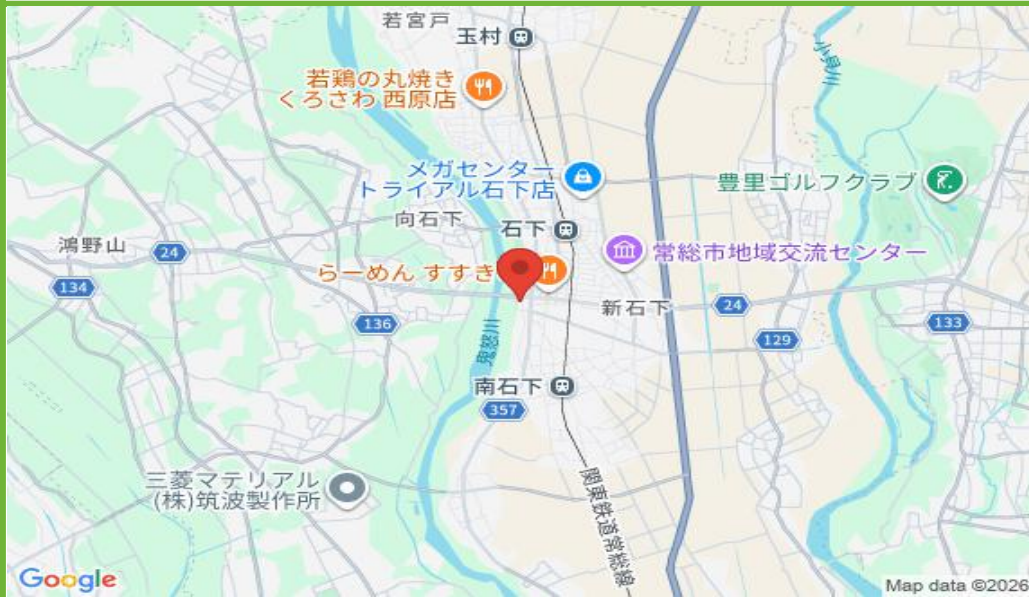 若宮戸
玉村
小貝川
若鶏の丸焼き
くろさわ 西原店
メガセンター
トライアル石下店
豊里ゴルフクラブ
向石下
石下
鴻野山
24
常総市地域交流センター
らーめん すすき
134
新石下
24
136
133
129
鬼怒川
南石下
357
三菱マテリアル
(株)筑波製作所
関東鉄道常総線
Google
Map data ©2026